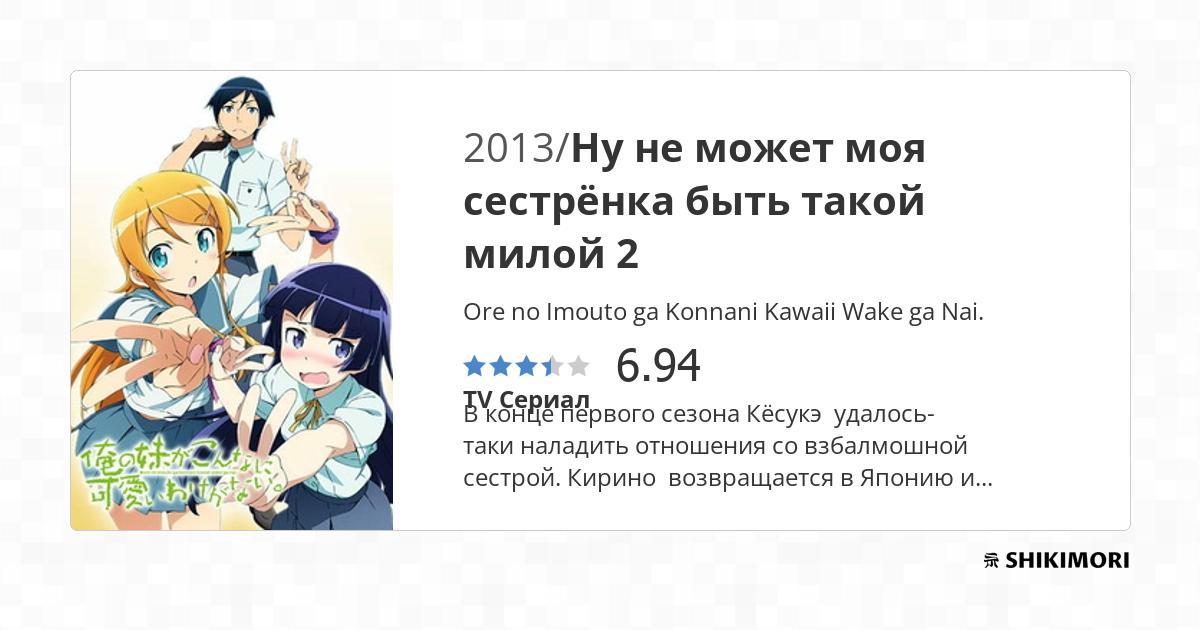 俺の妹がこんなに
可愛いわけがない。
2013/Ну не может моя
сестрёнка быть такой
милой 2
Ore no Imouto ga Konnani Kawaii Wake ga Nai.
6.94
TV Сериал
В конце первого сезона Кёсукэ удалось-
таки наладить отношения со взбалмошной
сестрой. Кирино возвращается в Японию и...
SHIKIMORI